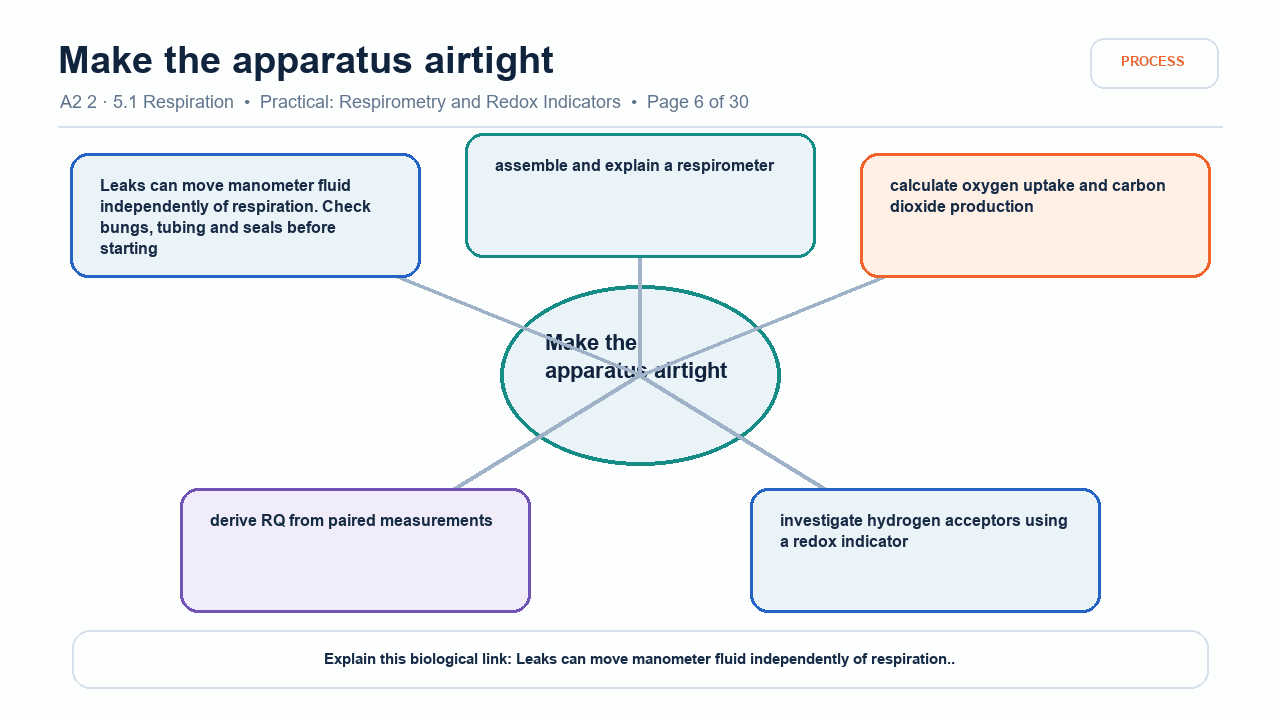 Make the apparatus airtight
PROCESS
A2 2 · 5.1 Respiration • Practical: Respirometry and Redox Indicators • Page 6 of 30
Leaks can move manometer fluid
independently of respiration. Check
bungs, tubing and seals before
starting
assemble and explain a respirometer
calculate oxygen uptake and carbon
dioxide production
Make the
apparatus airtight
derive RQ from paired measurements
investigate hydrogen acceptors using
a redox indicator
Explain this biological link: Leaks can move manometer fluid independently of respiration..